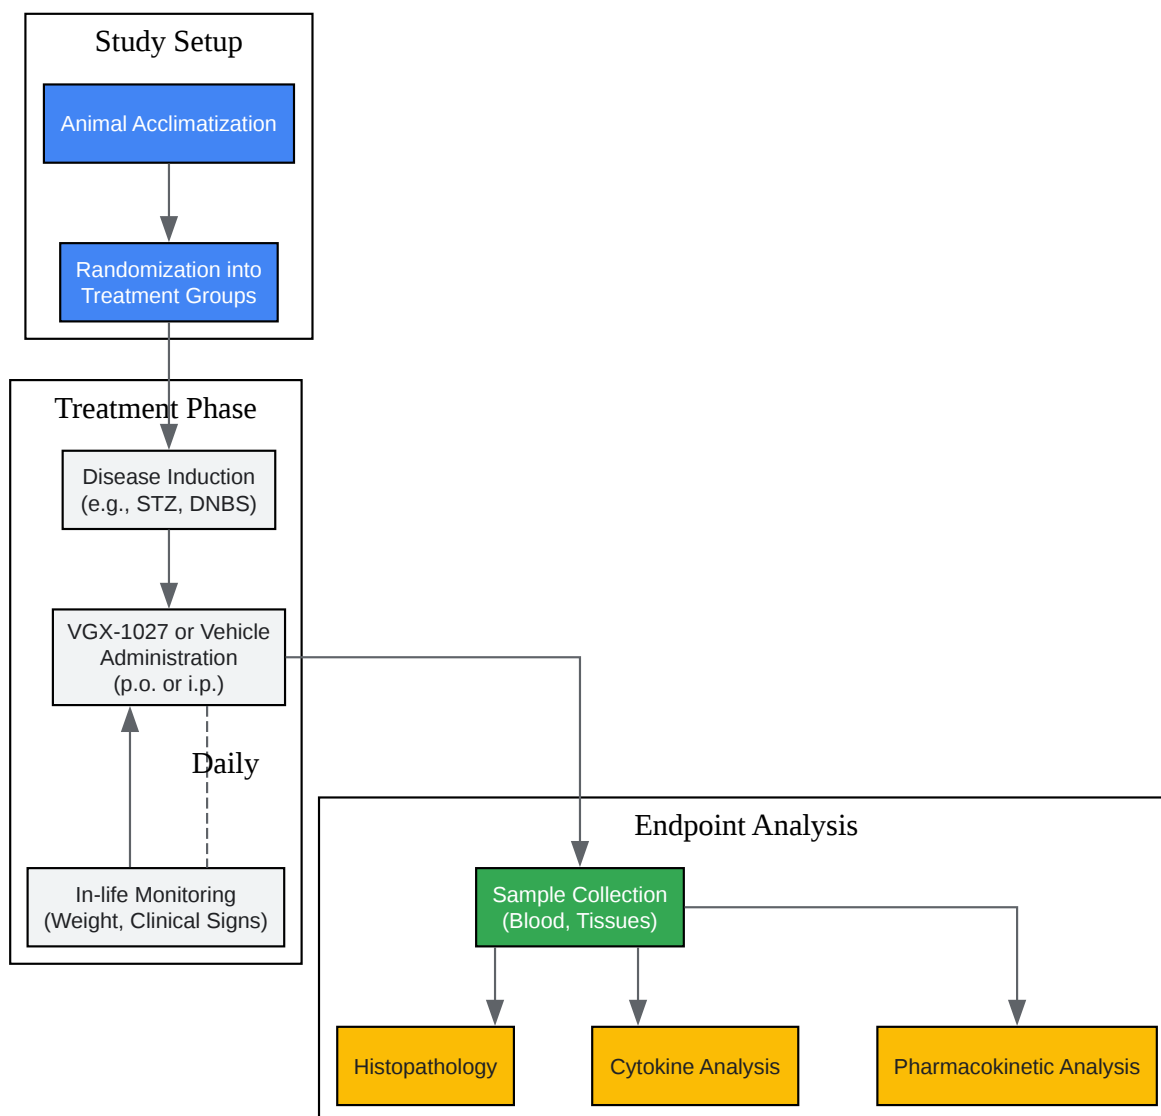 Study Setup
Animal Acclimatization
Randomization into
Treatment Groups
Treatment Phase
Disease Induction
(e.g., STZ, DNBS)
VGX-1027 or Vehicle
Administration
(p.o. or i.p.)
Daily
In-life Monitoring
(Weight, Clinical Signs)
Endpoint Analysis
Sample Collection
(Blood, Tissues)
Histopathology
Cytokine Analysis
Pharmacokinetic Analysis